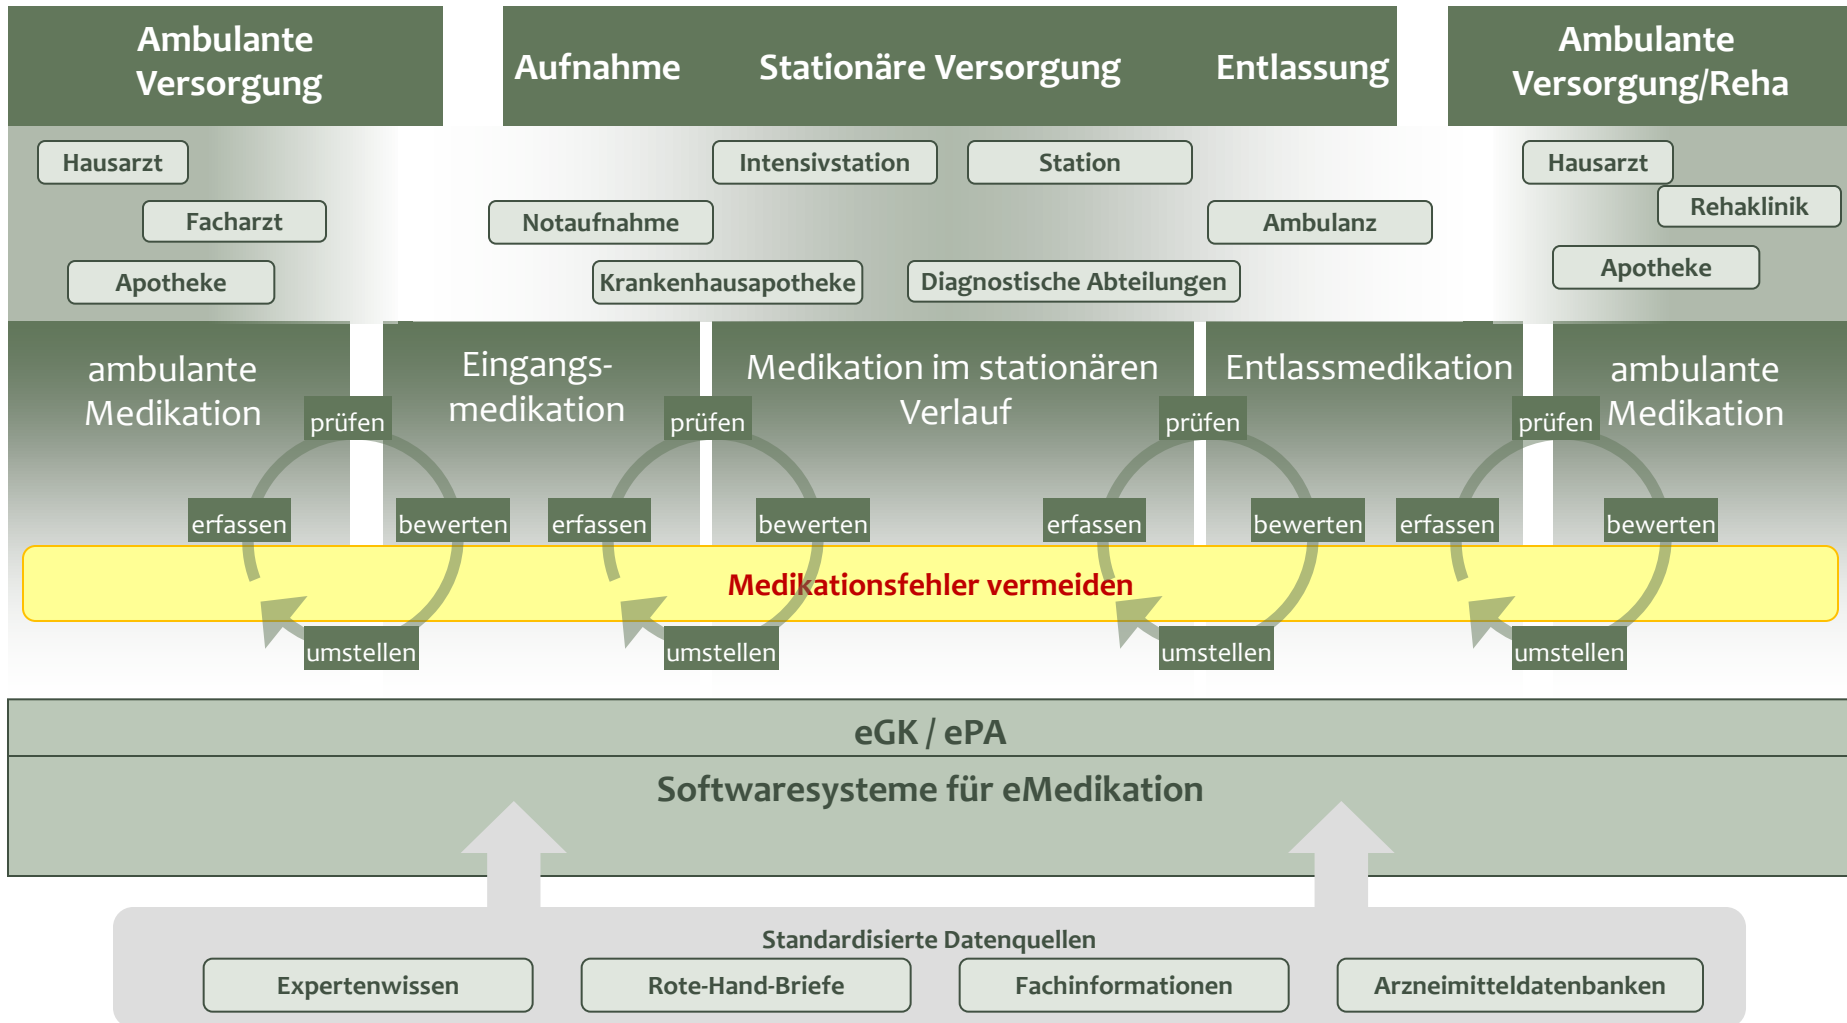 Ambulante
Versorgung
Aufnahme
Stationäre Versorgung
Entlassung
Ambulante
Versorgung/Reha
Hausarzt
Intensivstation
Station
Hausarzt
Facharzt
Notaufnahme
Ambulanz
Rehaklinik
Apotheke
Krankenhausapotheke
Diagnostische Abteilungen
Apotheke
ambulante
Medikation
Eingangs-
medikation
Medikation im stationären
Verlauf
Entlassmedikation
ambulante
Medikation
prüfen
prüfen
prüfen
prüfen
erfassen
bewerten
erfassen
bewerten
erfassen
bewerten
erfassen
bewerten
Medikationsfehler vermeiden
umstellen
umstellen
umstellen
umstellen
eGK / ePA
Softwaresysteme für eMedikation
Standardisierte Datenquellen
Expertenwissen
Rote-Hand-Briefe
Fachinformationen
Arzneimitteldatenbanken